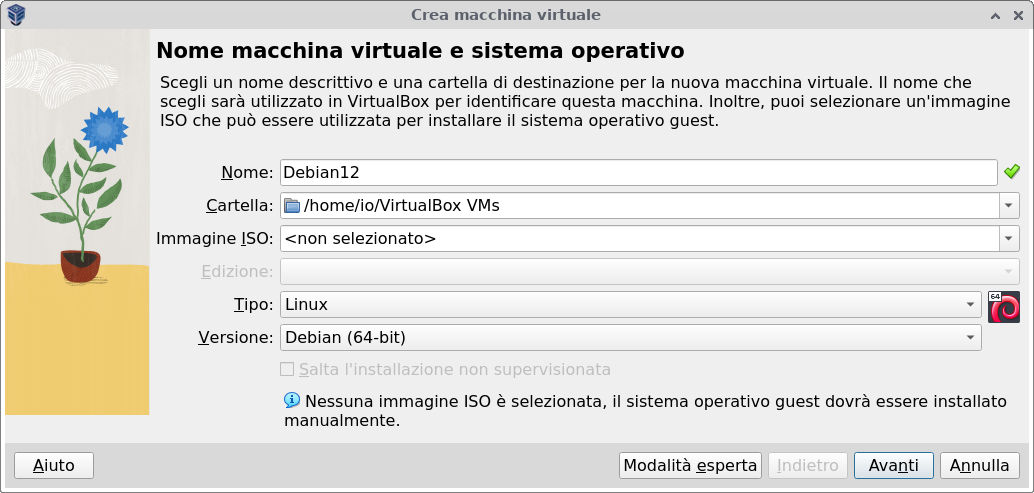 Crea macchina virtuale
Nome macchina virtuale e sistema operativo
Scegli un nome descrittivo e una cartella di destinazione per la nuova macchina virtuale. Il nome che
scegli sarà utilizzato in VirtualBox per identificare questa macchina. Inoltre, puoi selezionare un'immagine
ISO che può essere utilizzata per installare il sistema operativo guest.
Nome: Debian12
Cartella: /home/io/VirtualBox VMs
Immagine ISO: <non selezionato>
Edizione:
Tipo: Linux 64
Versione: Debian (64-bit)
Salta l'installazione non supervisionata
Nessuna immagine ISO è selezionata, il sistema operativo guest dovrà essere installato
manualmente.
Aiuto Modalità esperta Indietro Avanti Annulla